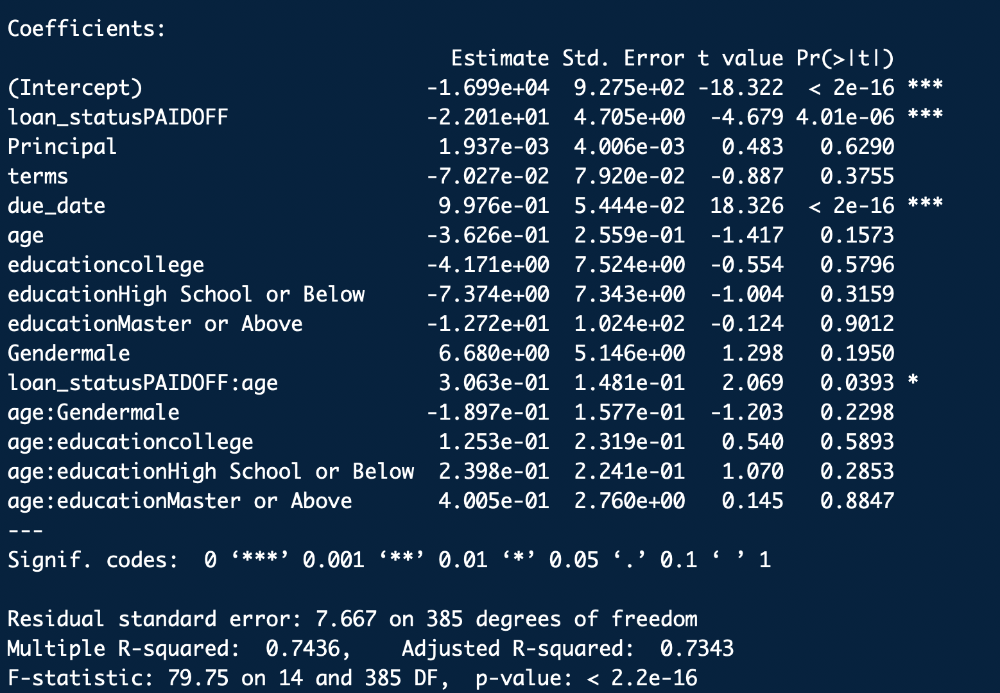 Coefficients:
Estimate Std. Error t value Pr(>|t|)
(Intercept) -1.699e+04 9.275e+02 -18.322 < 2e-16 ***
loan_statusPAIDOFF -2.201e+01 4.705e+00 -4.679 4.01e-06 ***
Principal 1.937e-03 4.006e-03 0.483 0.6290
terms -7.027e-02 7.920e-02 -0.887 0.3755
due_date 9.976e-01 5.444e-02 18.326 < 2e-16 ***
age -3.626e-01 2.559e-01 -1.417 0.1573
educationcollege -4.171e+00 7.524e+00 -0.554 0.5796
educationHigh School or Below -7.374e+00 7.343e+00 -1.004 0.3159
educationMaster or Above -1.272e+01 1.024e+02 -0.124 0.9012
Gendermale 6.680e+00 5.146e+00 1.298 0.1950
loan_statusPAIDOFF:age 3.063e-01 1.481e-01 2.069 0.0393 *
age:Gendermale -1.897e-01 1.577e-01 -1.203 0.2298
age:educationcollege 1.253e-01 2.319e-01 0.540 0.5893
age:educationHigh School or Below 2.398e-01 2.241e-01 1.070 0.2853
age:educationMaster or Above 4.005e-01 2.760e+00 0.145 0.8847
---
Signif. codes:  0 ‘***’ 0.001 ‘**’ 0.01 ‘*’ 0.05 ‘.’ 0.1 ‘ ’ 1
Residual standard error: 7.667 on 385 degrees of freedom
Multiple R-squared:  0.7436,    Adjusted R-squared:  0.7343
F-statistic: 79.75 on 14 and 385 DF,  p-value: < 2.2e-16